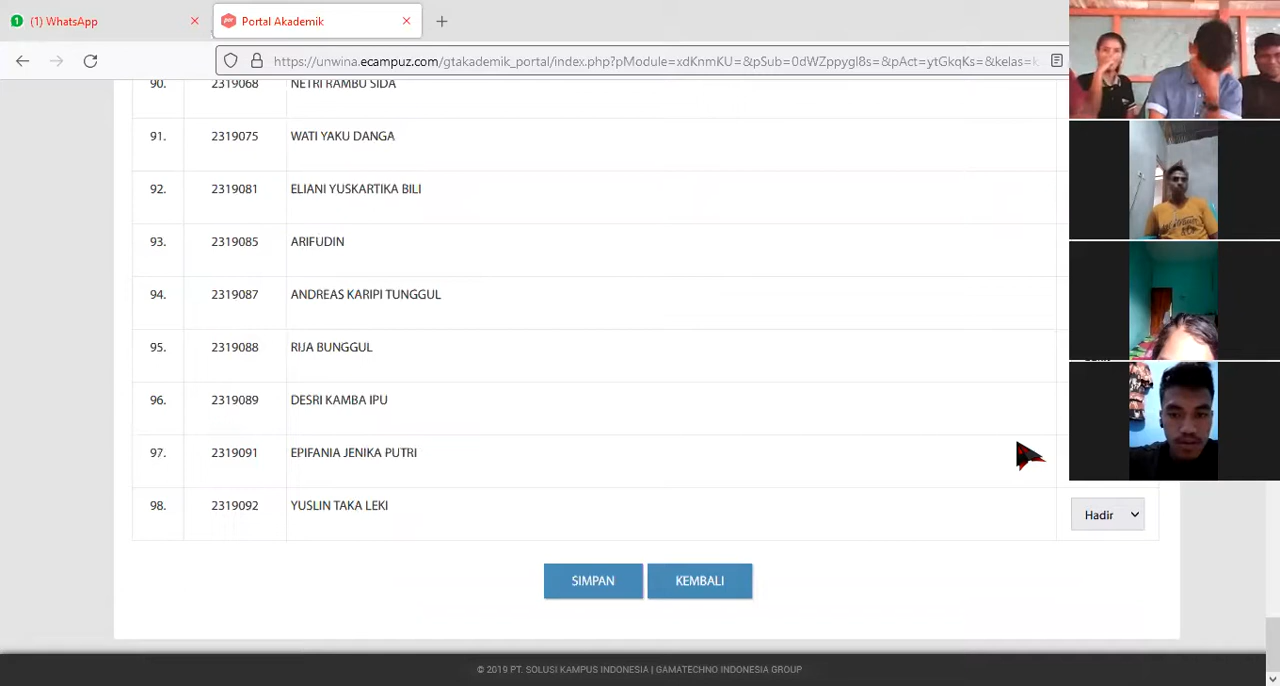 (1) WhatsApp
Portal Akademik
https://unwina.ecampuz.com/gtakademik_portal/index.php?pModule=xdKnmKU=&pSub=0dWZppygl8s=&pAct=ytGkqKs=&kelas=
90. 2319068 NETRI RAMBU SIDA
91. 2319075 WATI YAKU DANGA
92. 2319081 ELIANI YUSKARTIKA BILI
93. 2319085 ARIFUDIN
94. 2319087 ANDREAS KARIPI TUNGGUL
95. 2319088 RIJA BUNGGUL
96. 2319089 DESRI KAMBA IPU
97. 2319091 EPIFANIA JENIKA PUTRI
98. 2319092 YUSLIN TAKA LEKI Hadir
SIMPAN KEMBALI
© 2019 PT. SOLUSI KAMPUS INDONESIA | GAMATECHNO INDONESIA GROUP